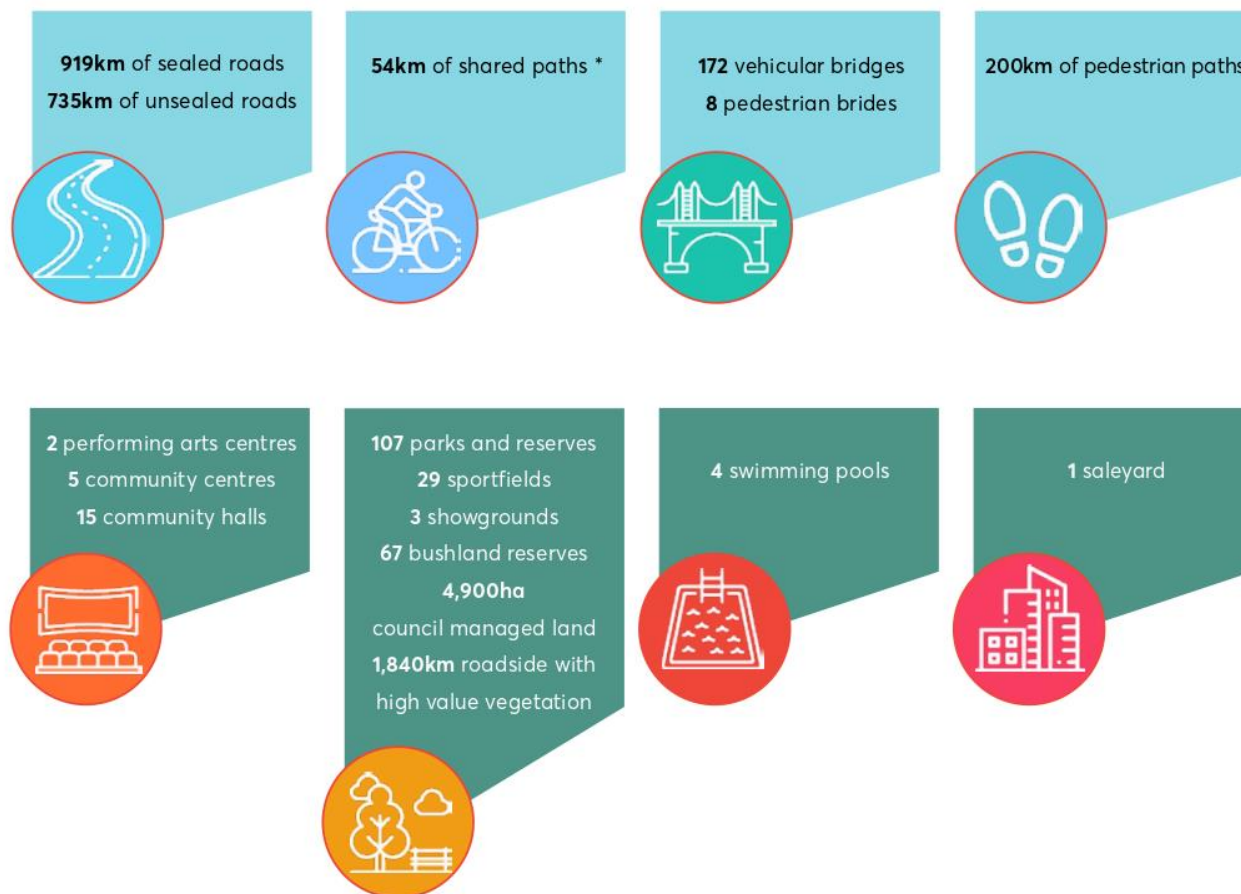 919km of sealed roads
735km of unsealed roads
54km of shared paths *
172 vehicular bridges
8 pedestrian brides
200km of pedestrian paths
2 performing arts centres
5 community centres
15 community halls
107 parks and reserves
29 sportfields
3 showgrounds
67 bushland reserves
4,900ha
council managed land
1,840km roadside with
high value vegetation
4 swimming pools
1 saleyard